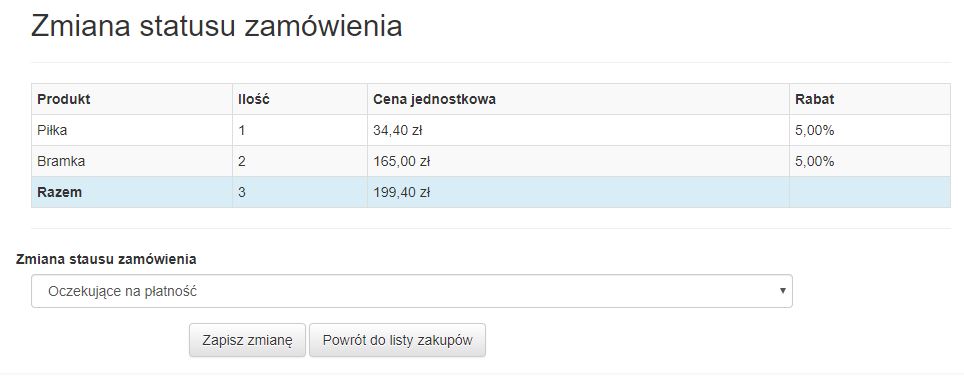 Zmiana statusu zamówienia
Produkt Ilość Cena jednostkowa Rabat
Piłka 1 34,40 zł 5,00%
Bramka 2 165,00 zł 5,00%
Razem 3 199,40 zł
Zmiana stausu zamówienia
Oczekujące na płatność
Zapisz zmianę Powrót do listy zakupów